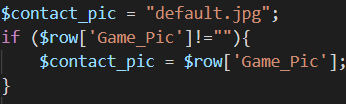 $contact_pic = "default.jpg";
if ($row['Game_Pic']!=""){
    $contact_pic = $row['Game_Pic'];
}